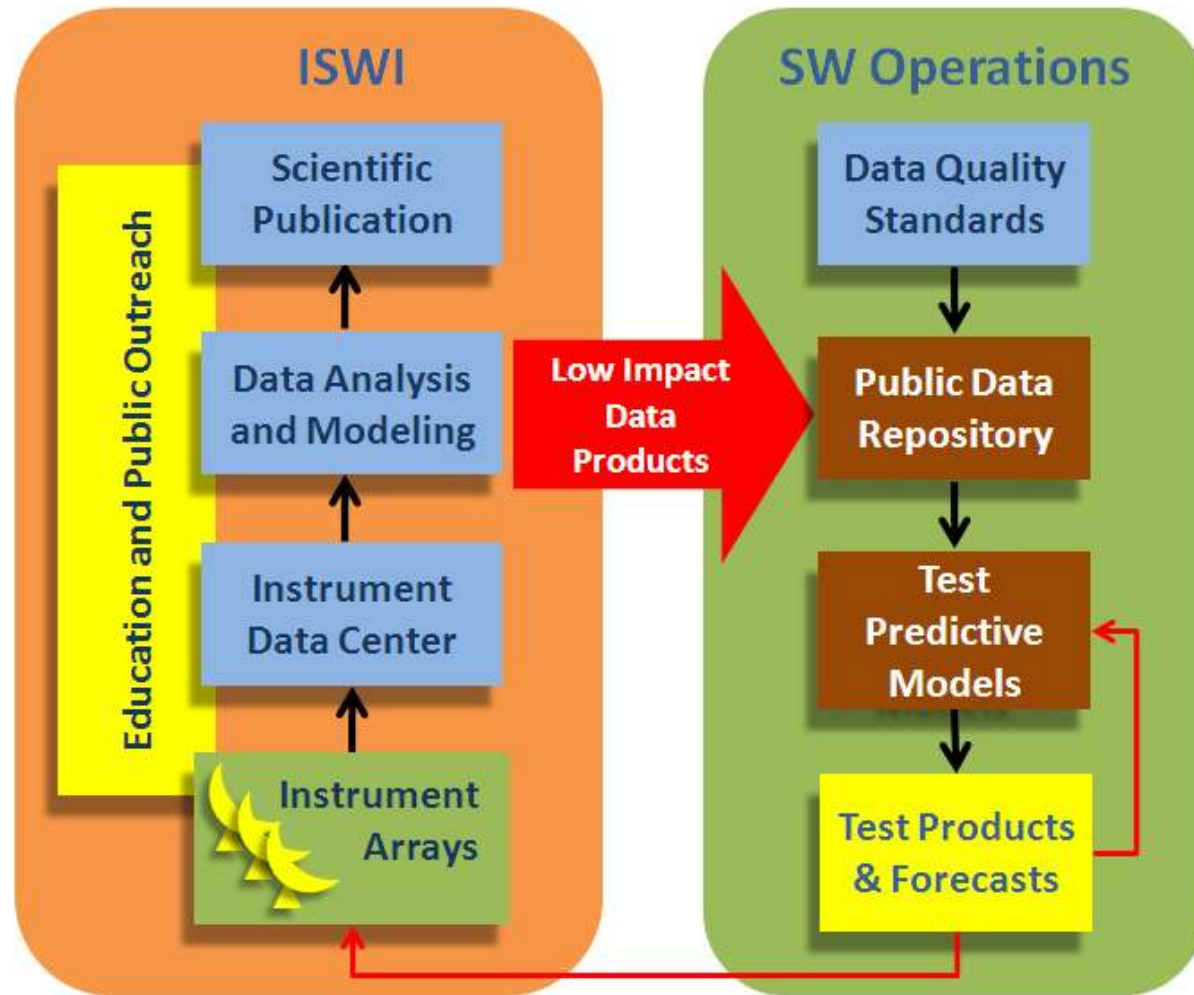 ISWI
Scientific
Publication
Education and Public Outreach
Data Analysis
and Modeling
Instrument
Data Center
Instrument
Arrays
Low Impact
Data
Products
SW Operations
Data Quality
Standards
Public Data
Repository
Test
Predictive
Models
Test Products
& Forecasts